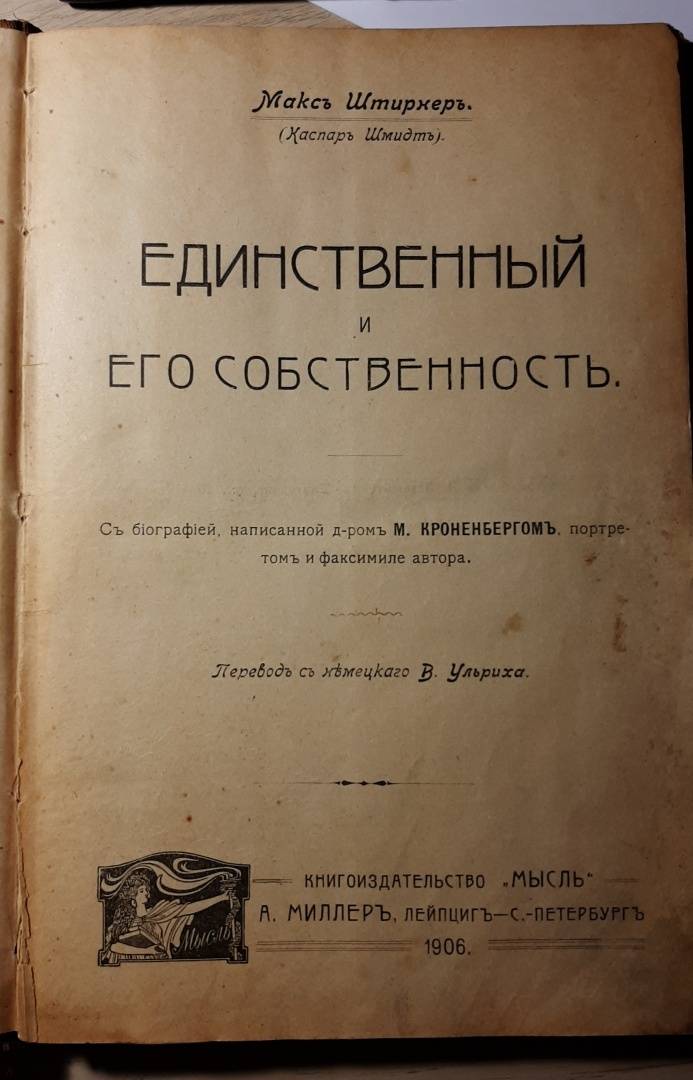 Максъ Штирнеръ.
(Каспаръ Шмидтъ).
ЕДИНСТВЕННЫЙ
И
ЕГО СОБСТВЕННОСТЬ.
Съ біографіей, написанной д-ромъ М. КРОНЕНБЕРГОМЪ, портре-
томъ и факсимиле автора.
Переводъ съ нѣмецкаго В. Ульриха.
КНИГОИЗДАТЕЛЬСТВО „МЫСЛЬ“
А. МИЛЛЕРЪ, ЛЕЙПЦИГЪ—С.-ПЕТЕРБУРГЪ
1906.
Мысль